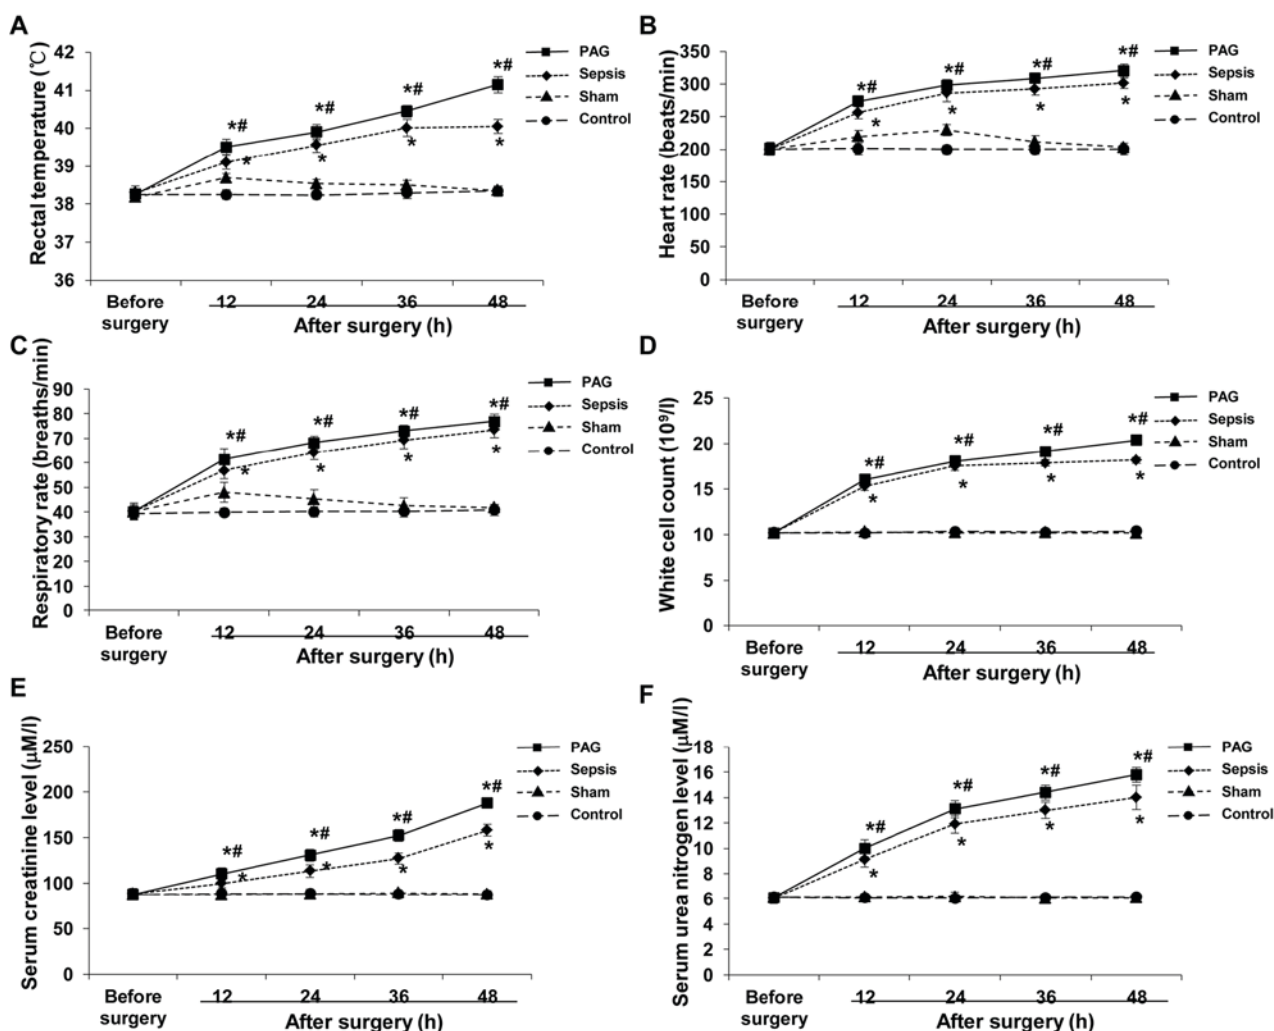 A
Rectal temperature (℃)
42
41
40
39
38
37
36
*# *# *# *#
* * * *
PAG
Sepsis
Sham
Control
Before surgery
12 24 36 48
After surgery (h)
B
Heart rate (beats/min)
350
300
250
200
150
100
50
0
*# *# *# *#
* * * *
PAG
Sepsis
Sham
Control
Before surgery
12 24 36 48
After surgery (h)
C
Respiratory rate (breaths/min)
90
80
70
60
50
40
30
20
10
0
*# *# *# *#
* * * *
PAG
Sepsis
Sham
Control
Before surgery
12 24 36 48
After surgery (h)
D
White cell count (10⁹/l)
25
20
15
10
5
0
*# *# *# *#
* * * *
PAG
Sepsis
Sham
Control
Before surgery
12 24 36 48
After surgery (h)
E
Serum creatinine level (μM/l)
250
200
150
100
50
0
*# *# *# *#
* * * *
PAG
Sepsis
Sham
Control
Before surgery
12 24 36 48
After surgery (h)
F
Serum urea nitrogen level (μM/l)
18
16
14
12
10
8
6
4
2
0
*# *# *# *#
* * * *
PAG
Sepsis
Sham
Control
Before surgery
12 24 36 48
After surgery (h)